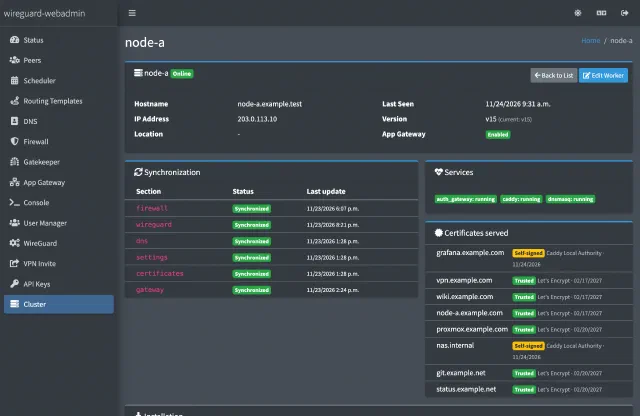 wireguard-webadmin
Status
Peers
Scheduler
Routing Templates
DNS
Firewall
Gatekeeper
App Gateway
Console
User Manager
WireGuard
VPN Invite
API Keys
Cluster
node-a
Home / node-a
node-a Online
Back to List
Edit Worker
Hostname node-a.example.test Last Seen 11/24/2026 9:31 a.m.
IP Address 203.0.113.10 Version v15 (current: v15)
Location - App Gateway Enabled
Synchronization
Section Status Last update
firewall Synchronized 11/23/2026 6:07 p.m.
wireguard Synchronized 11/23/2026 8:21 p.m.
dns Synchronized 11/23/2026 1:28 p.m.
settings Synchronized 11/23/2026 1:28 p.m.
certificates Synchronized 11/23/2026 1:28 p.m.
gateway Synchronized 11/23/2026 2:24 p.m.
Services
auth_gateway: running caddy: running dnsmasq: running
Certificates served
grafana.example.com Self-signed Caddy Local Authority ·
11/24/2026
vpn.example.com Trusted Let's Encrypt · 02/17/2027
wiki.example.com Trusted Let's Encrypt · 02/17/2027
node-a.example.com Trusted Let's Encrypt · 02/17/2027
proxmox.example.com Trusted Let's Encrypt · 02/20/2027
nas.internal Self-signed Caddy Local Authority ·
11/24/2026
git.example.net Trusted Let's Encrypt · 02/20/2027
status.example.net Trusted Let's Encrypt · 02/20/2027
Installation